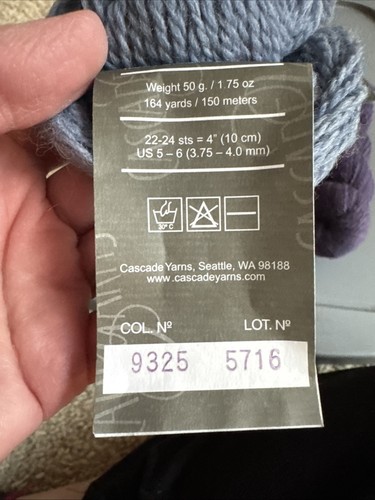 Weight 50 g. / 1.75 oz
164 yards / 150 meters
22-24 sts = 4" (10 cm)
US 5 – 6 (3.75 – 4.0 mm)
30° C
Cascade Yarns, Seattle, WA 98188
www.cascadeyarns.com
COL. Nº LOT. Nº
9325 5716